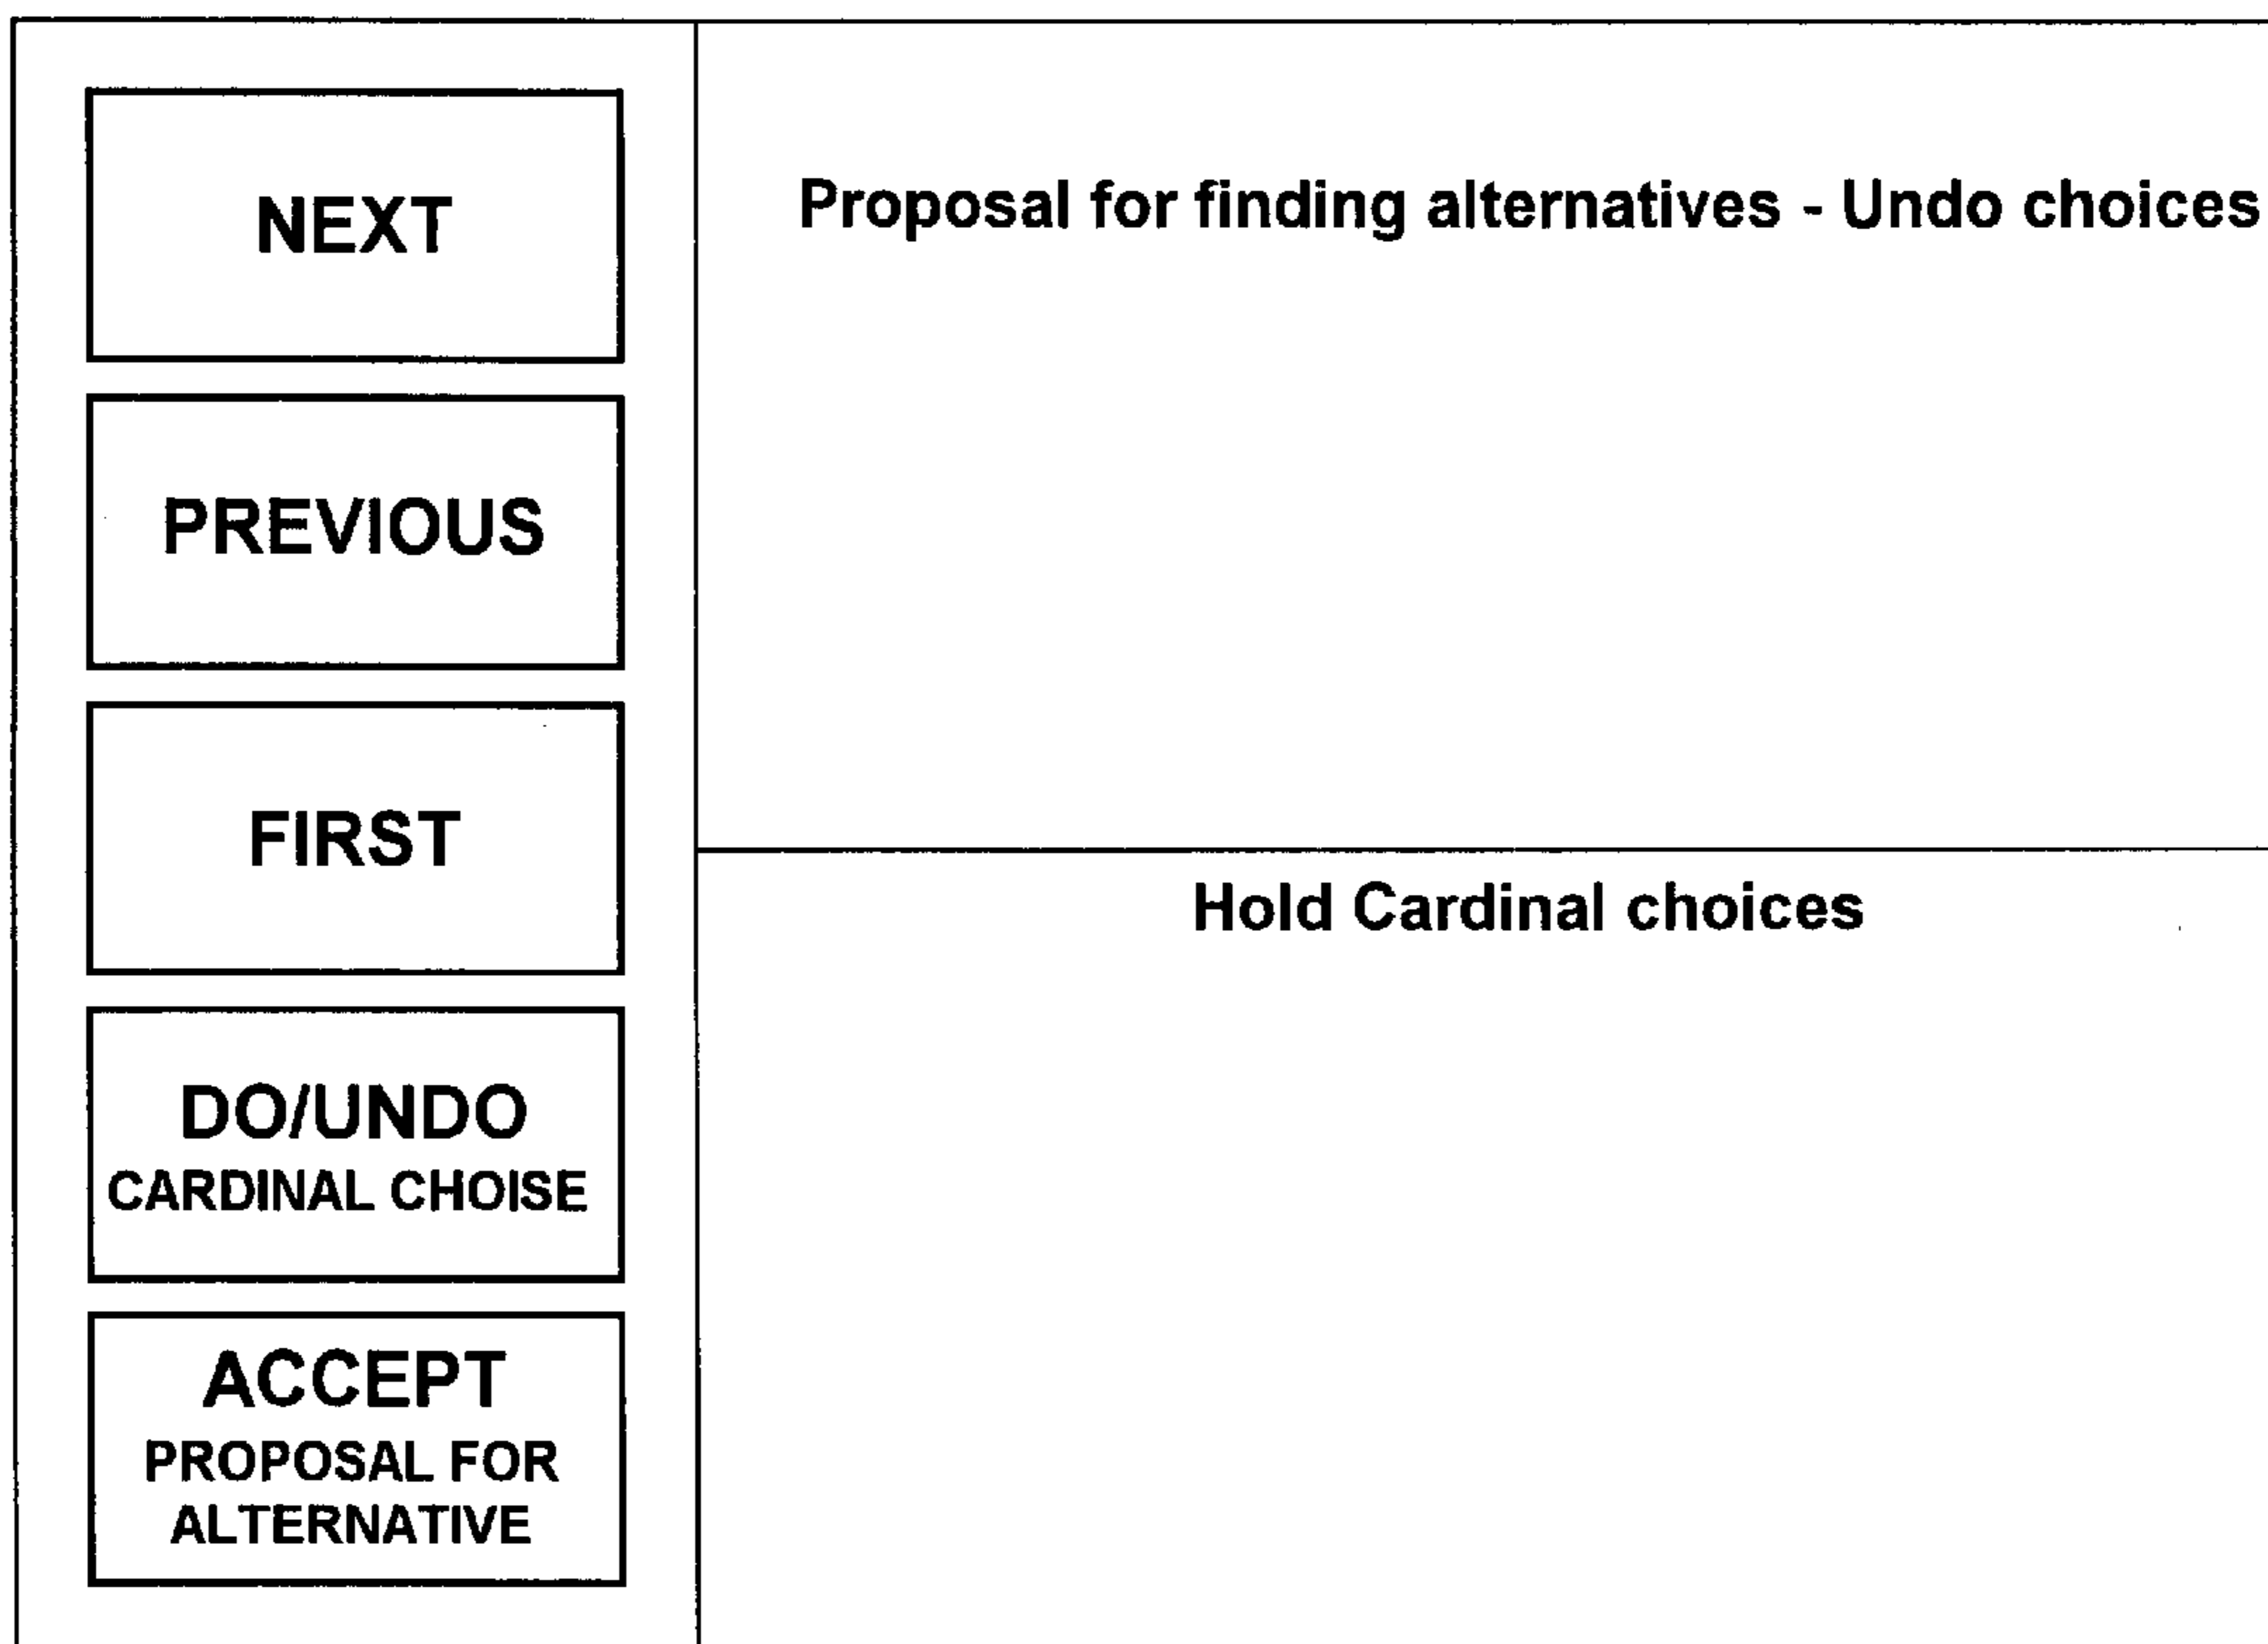 NEXT
PREVIOUS
FIRST
DO/UNDO
CARDINAL CHOISE
ACCEPT
PROPOSAL FOR
ALTERNATIVE
Proposal for finding alternatives - Undo choices
Hold Cardinal choices